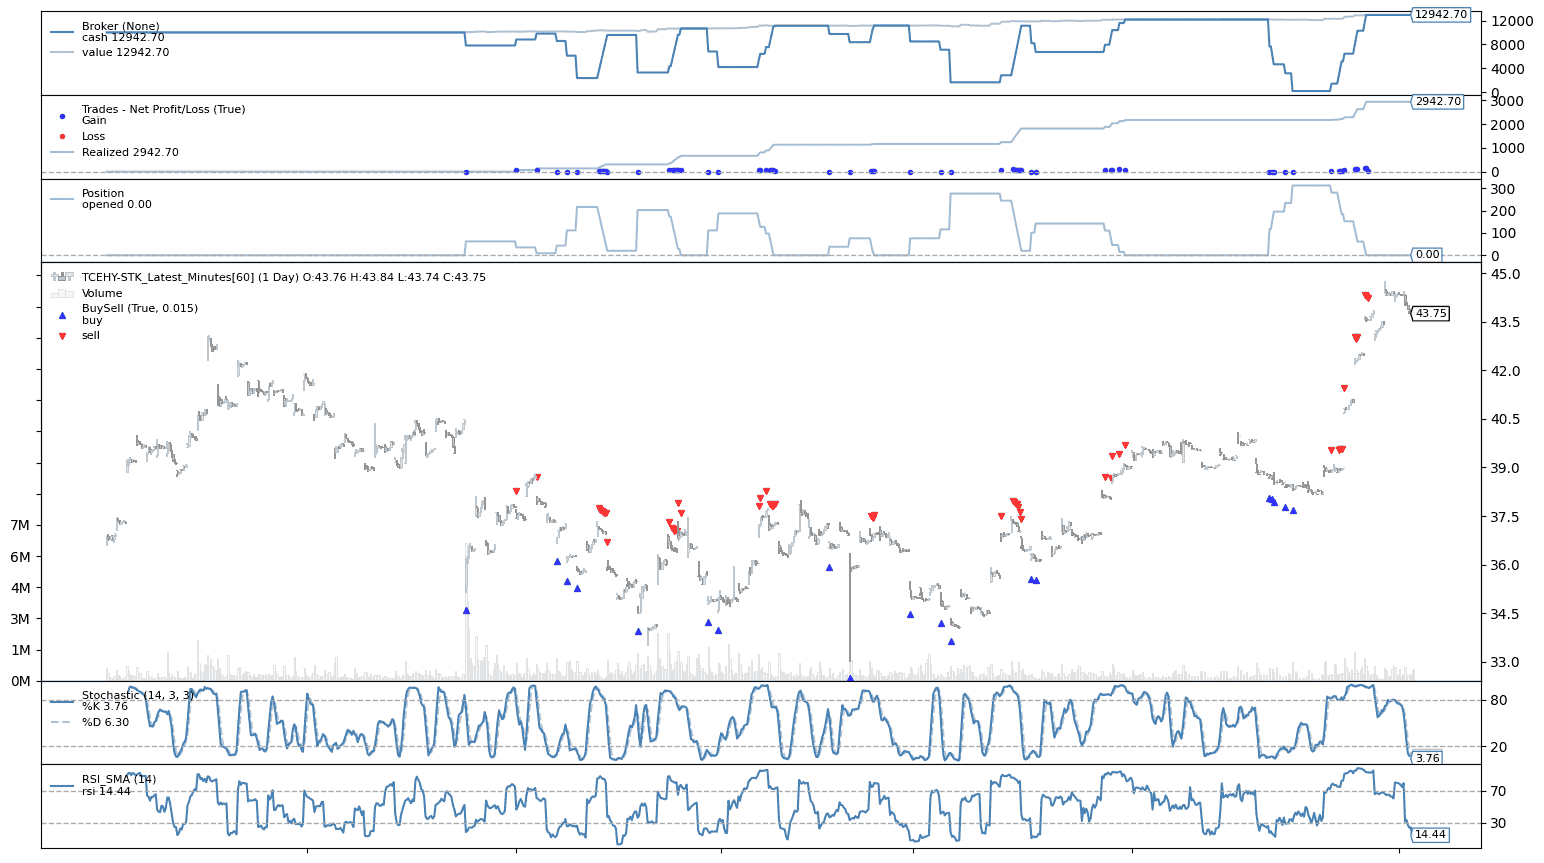 Broker (None)
cash 12942.70
value 12942.70
12942.70
12000
8000
4000
0
Trades - Net Profit/Loss (True)
Gain
Loss
Realized 2942.70
2942.70
3000
2000
1000
0
Position
opened 0.00
300
200
100
0
0.00
TCEHY-STK_Latest_Minutes[60] (1 Day) O:43.76 H:43.84 L:43.74 C:43.75
Volume
BuySell (True, 0.015)
buy
sell
45.0
43.75
43.5
42.0
40.5
39.0
37.5
36.0
34.5
33.0
7M
6M
4M
3M
1M
0M
Stochastic (14, 3, 3)
%K 3.76
%D 6.30
80
20
3.76
RSI_SMA (14)
rsi 14.44
70
30
14.44